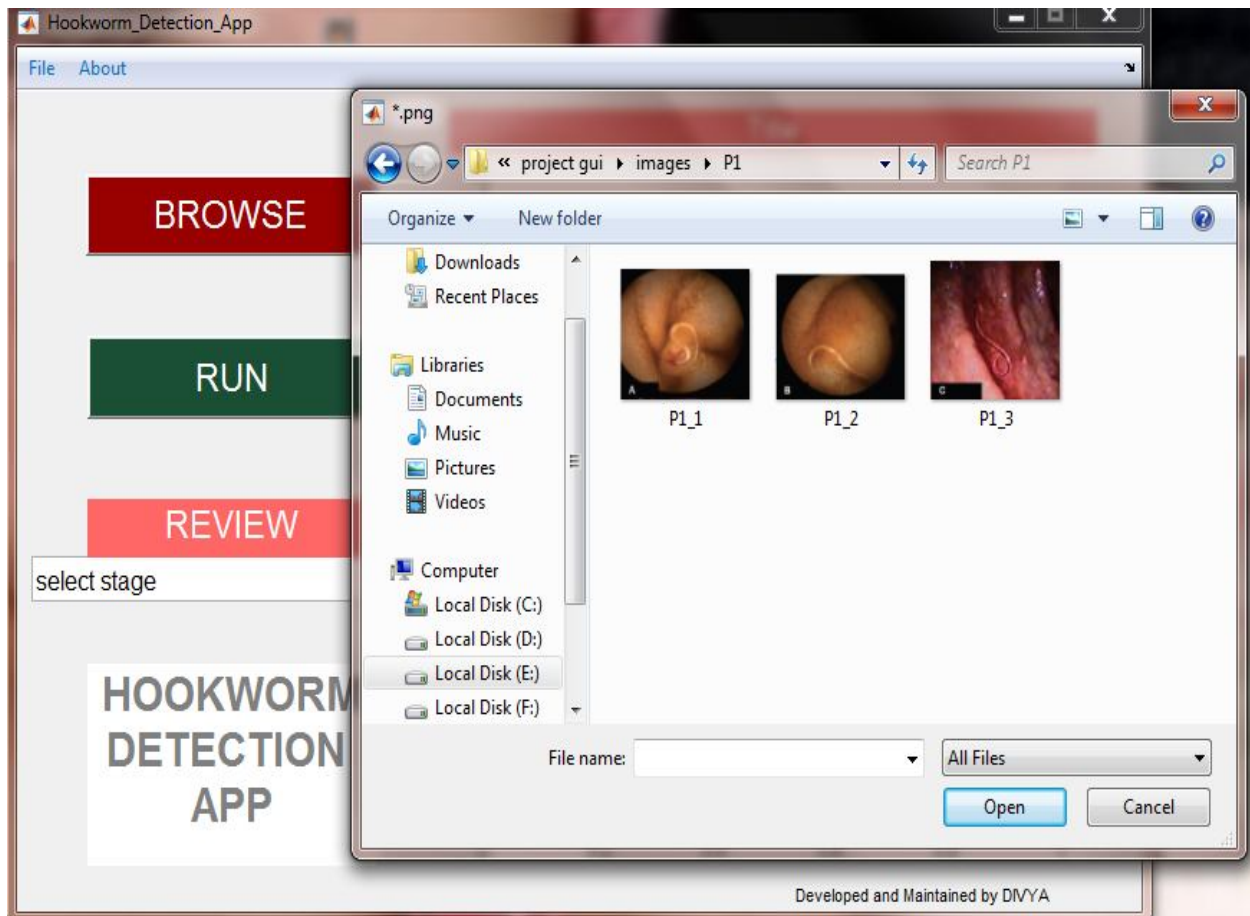 Hookworm_Detection_App
File About
BROWSE
RUN
REVIEW
select stage
HOOKWORM
DETECTION
APP
Developed and Maintained by DIVYA
*.png
« project gui images P1
Search P1
Organize New folder
Downloads
Recent Places
Libraries
Documents
Music
Pictures
Videos
Computer
Local Disk (C:)
Local Disk (D:)
Local Disk (E:)
Local Disk (F:)
A
P1_1
B
P1_2
C
P1_3
File name:
All Files
Open Cancel